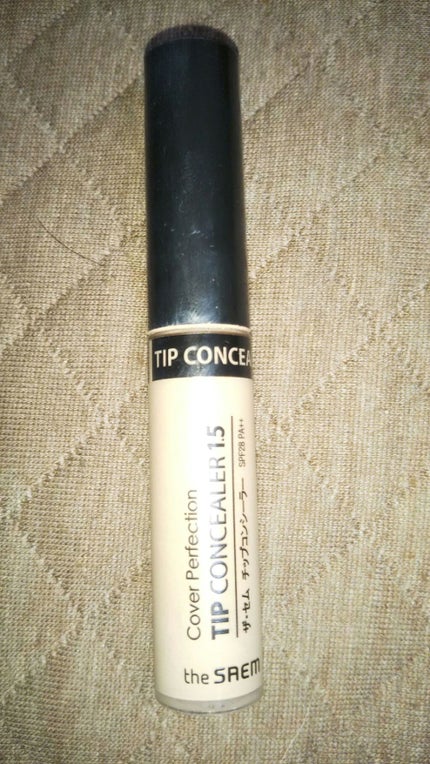 TIP CONCEA
Cover Perfection
TIP CONCEALER 1.5
ザ・セム チップコンシーラー SPF28 PA++
the SAEM